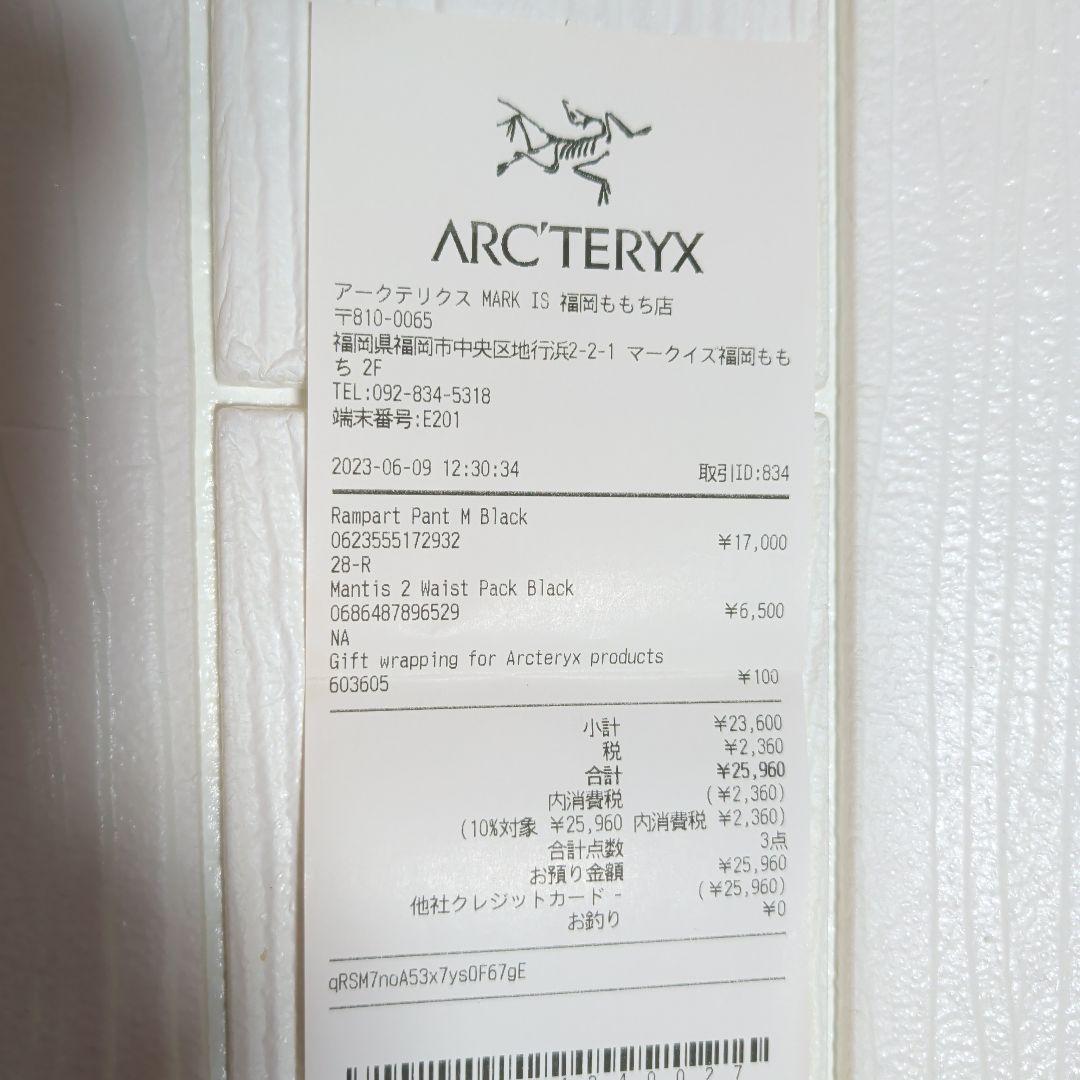 ARC'TERYX
アークテリクス MARK IS 福岡ももち店
〒810-0065
福岡県福岡市中央区地行浜2-2-1 マークイズ福岡もも
ち 2F
TEL:092-834-5318
端末番号:E201
2023-06-09 12:30:34 取引ID:834
Rampart Pant M Black
0623555172932 ¥17,000
28-R
Mantis 2 Waist Pack Black
0686487896529 ¥6,500
NA
Gift wrapping for Arcteryx products
603605 ¥100
小計 ¥23,600
税 ¥2,360
合計 ¥25,960
内消費税 (¥2,360)
(10%対象 ¥25,960 内消費税 ¥2,360)
合計点数 3点
お預り金額 ¥25,960
他社クレジットカード - (¥25,960)
お釣り ¥0
qRSM7noA53x7ys0F67gE